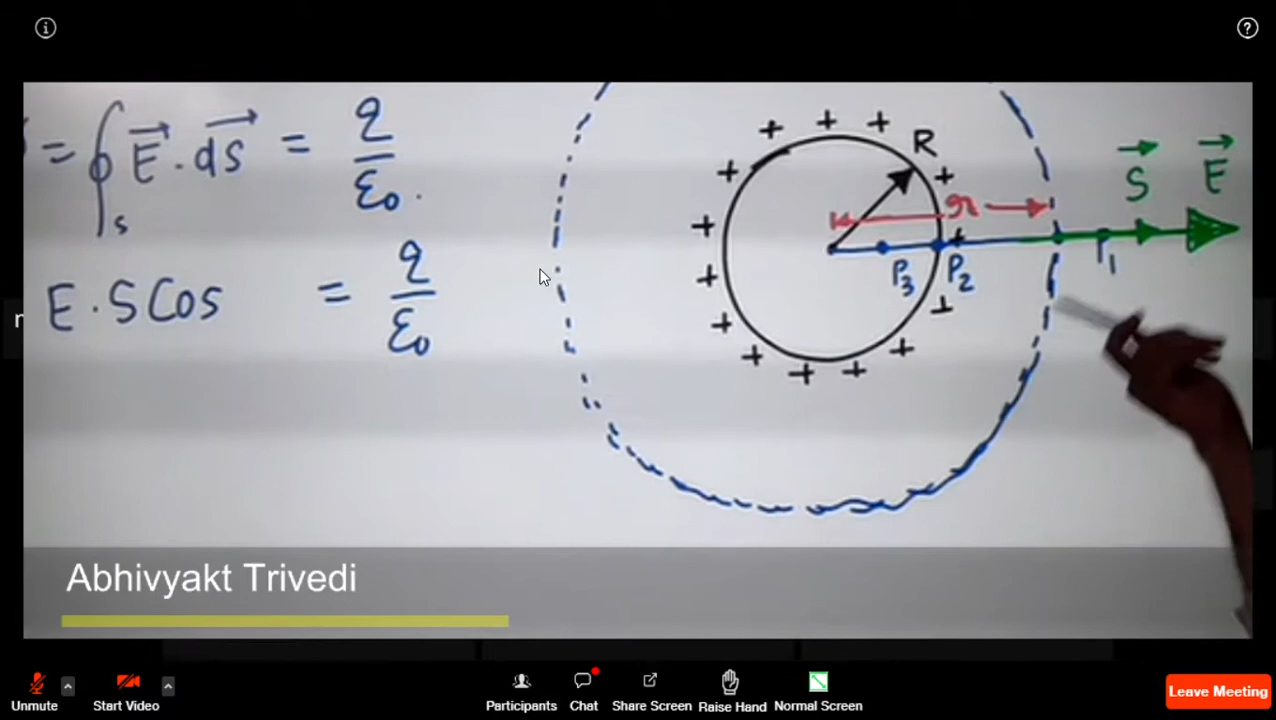 = ∮s E⃗ . ds⃗ = q/ε₀ .
E . S Cos = q/ε₀
+ + + + + + + + + + + + + + +
R
r
S⃗ E⃗
P₃ P₂ P₁
Abhivyakt Trivedi
Unmute
Start Video
Participants
Chat
Share Screen
Raise Hand
Normal Screen
Leave Meeting